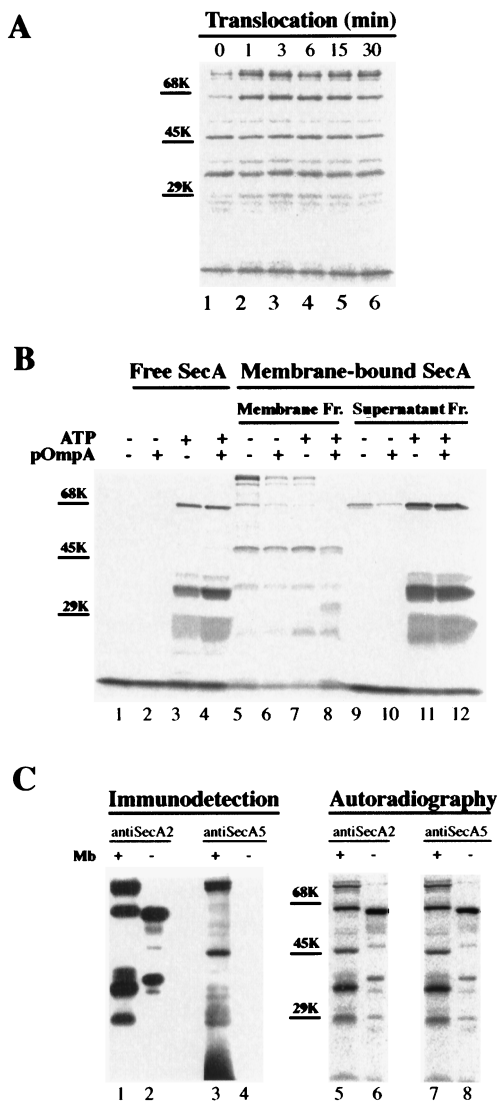 A
Translocation (min)
0 1 3 6 15 30
68K
45K
29K
1 2 3 4 5 6
B
Free SecA Membrane-bound SecA
Membrane Fr. Supernatant Fr.
ATP - - + + - - + + - - + +
pOmpA - + - + - + - + - + - +
68K
45K
29K
1 2 3 4 5 6 7 8 9 10 11 12
C
Immunodetection Autoradiography
antiSecA2 antiSecA5 antiSecA2 antiSecA5
Mb + - + - + - + -
68K
45K
29K
1 2 3 4 5 6 7 8